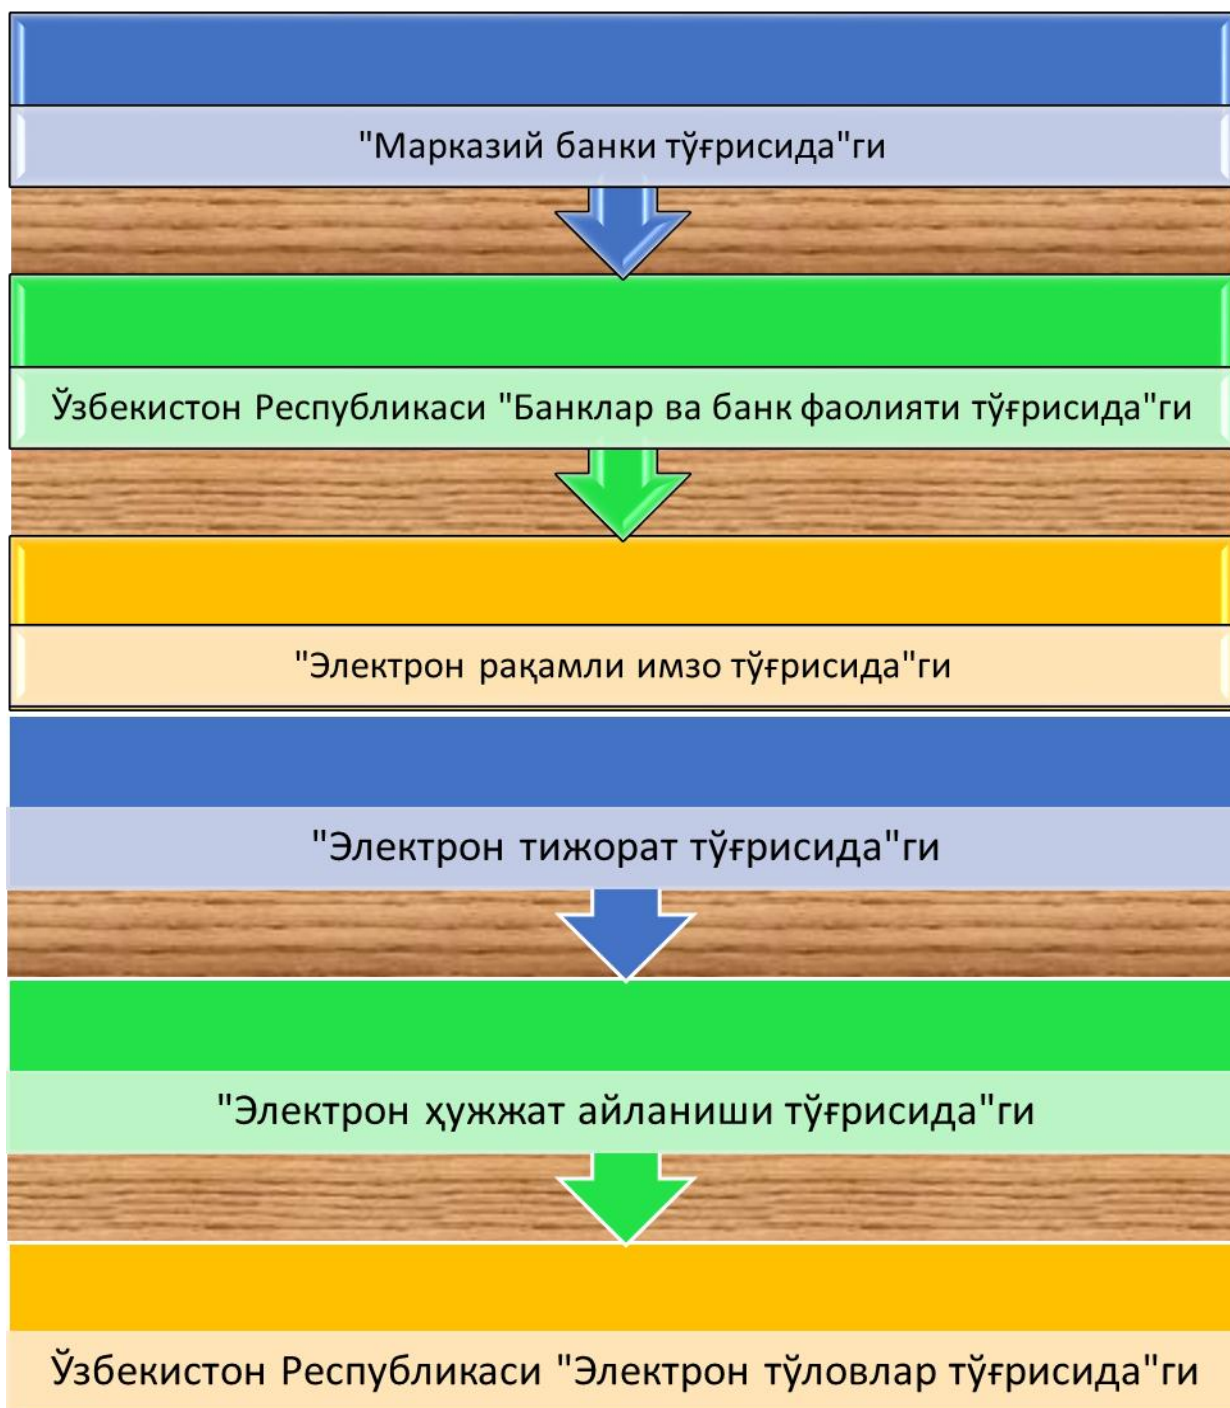 "Марказий банки тўғрисида"ги
Ўзбекистон Республикаси "Банклар ва банк фаолияти тўғрисида"ги
"Электрон рақамли имзо тўғрисида"ги
"Электрон тижорат тўғрисида"ги
"Электрон ҳужжат айланиши тўғрисида"ги
Ўзбекистон Республикаси "Электрон тўловлар тўғрисида"ги